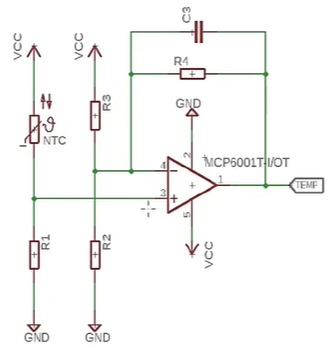 C3
VCC
VCC
R4
R3
GND
NTC
MCP6001T-I/OT
2
4
1
3
TEMP
5
R1
R2
VCC
GND
GND